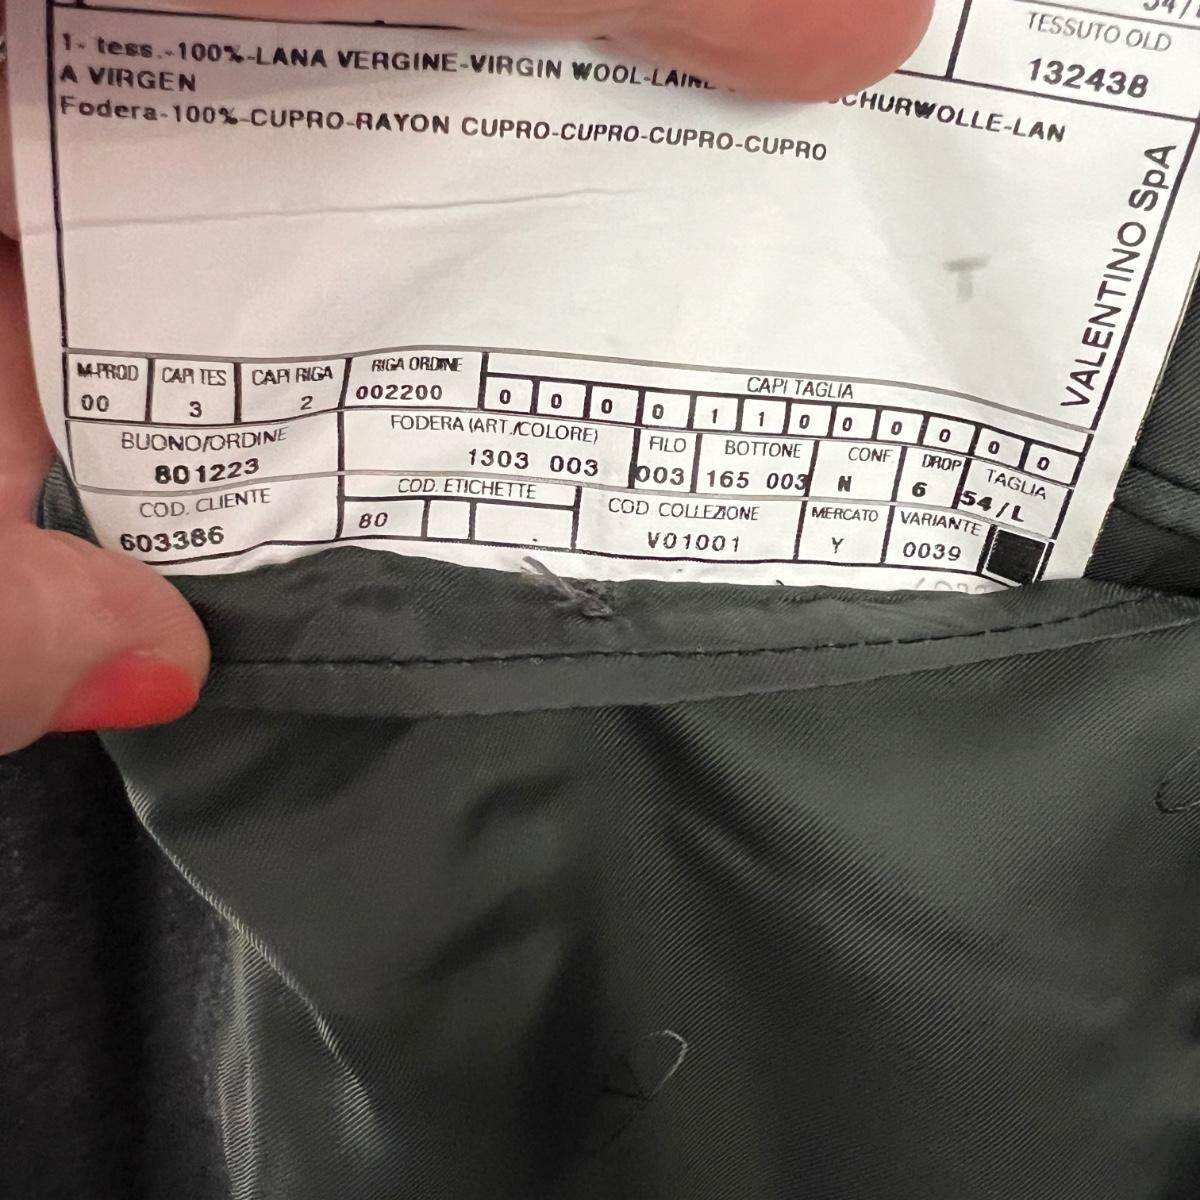 TESSUTO OLD
132438
1- tess.-100%-LANA VERGINE-VIRGIN WOOL-LAINE SCHURWOLLE-LAN
A VIRGEN
Fodera-100%-CUPRO-RAYON CUPRO-CUPRO-CUPRO-CUPRO
VALENTINO SpA
T
M-PROD CAPI TES CAPI RIGA RIGA ORDINE CAPI TAGLIA
00 3 2 002200 0 0 0 0 1 1 0 0 0 0 0 0
BUONO/ORDINE FODERA (ART./COLORE) FILO BOTTONE CONF. DROP TAGLIA
801223 1303 003 003 165 003 N 6 54/L
COD. CLIENTE COD. ETICHETTE COD COLLEZIONE MERCATO VARIANTE
603386 80 V01001 Y 0039